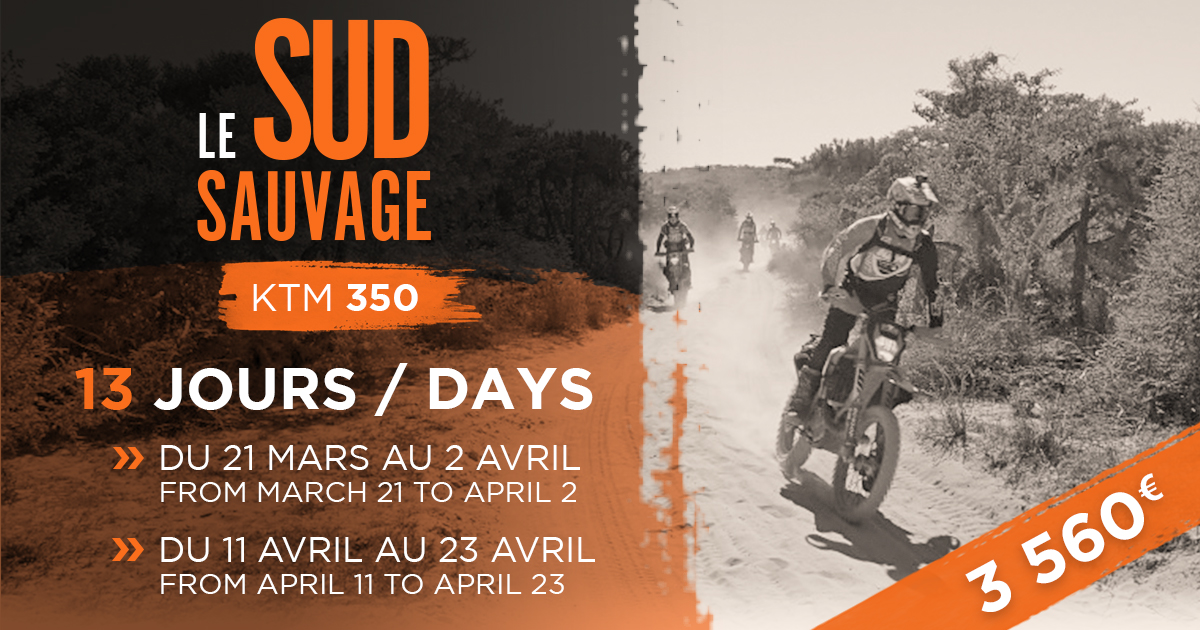 LE SUD
SAUVAGE
KTM 350
13 JOURS / DAYS
» DU 21 MARS AU 2 AVRIL
FROM MARCH 21 TO APRIL 2
» DU 11 AVRIL AU 23 AVRIL
FROM APRIL 11 TO APRIL 23
3 560€